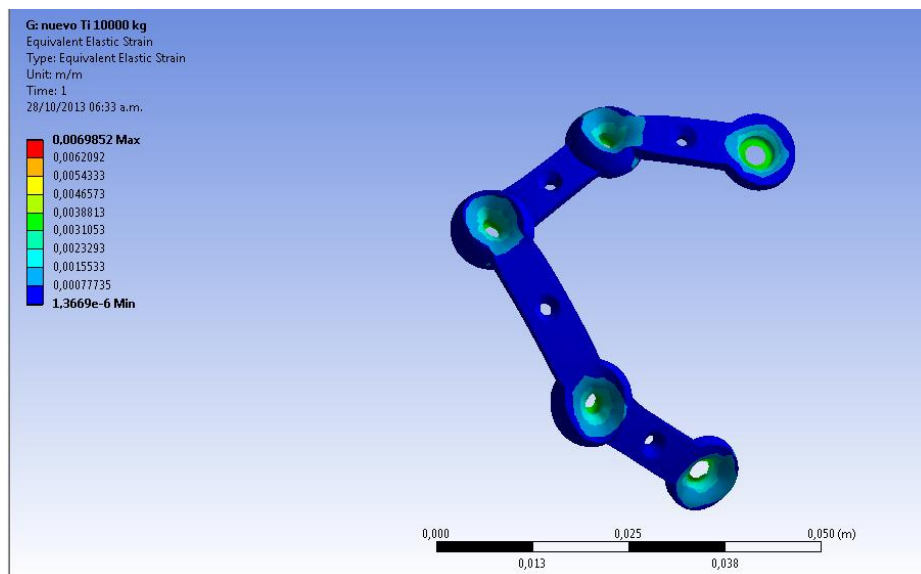 G: nuevo Ti 10000 kg
Equivalent Elastic Strain
Type: Equivalent Elastic Strain
Unit: m/m
Time: 1
28/10/2013 06:33 a.m.
0,0069852 Max
0,0062092
0,0054333
0,0046573
0,0038813
0,0031053
0,0023293
0,0015533
0,00077735
1,3669e-6 Min
0,000
0,025
0,050 (m)
0,013
0,038